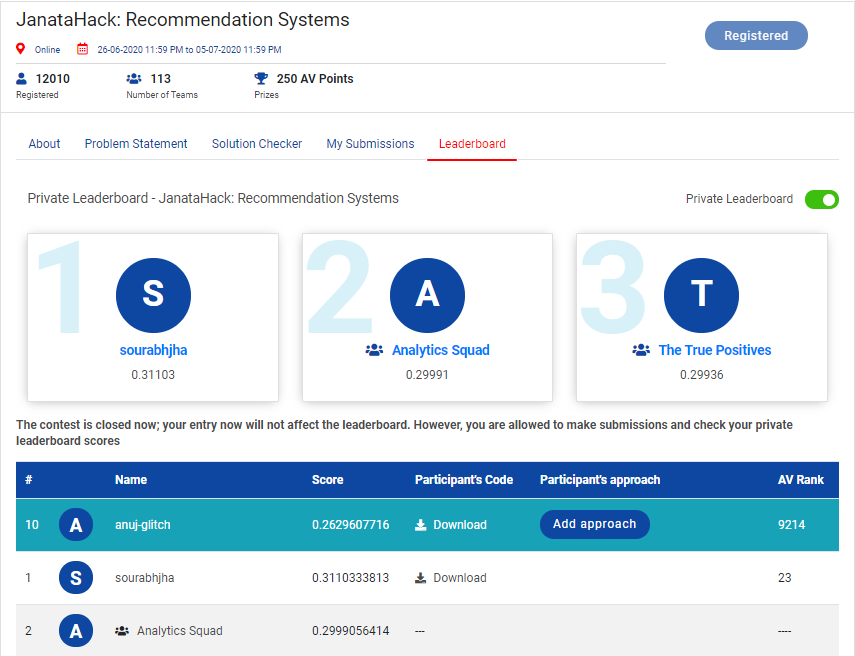 JanataHack: Recommendation Systems
Registered
Online 26-06-2020 11:59 PM to 05-07-2020 11:59 PM
12010 113 250 AV Points
Registered Number of Teams Prizes
About Problem Statement Solution Checker My Submissions Leaderboard
Private Leaderboard - JanataHack: Recommendation Systems Private Leaderboard
1 2 3
S A T
sourabhjha Analytics Squad The True Positives
0.31103 0.29991 0.29936
The contest is closed now; your entry now will not affect the leaderboard. However, you are allowed to make submissions and check your private
leaderboard scores
# Name Score Participant's Code Participant's approach AV Rank
10 A anuj-glitch 0.2629607716 Download Add approach 9214
1 S sourabhjha 0.3110333813 Download 23
2 A Analytics Squad 0.2999056414 --- ----